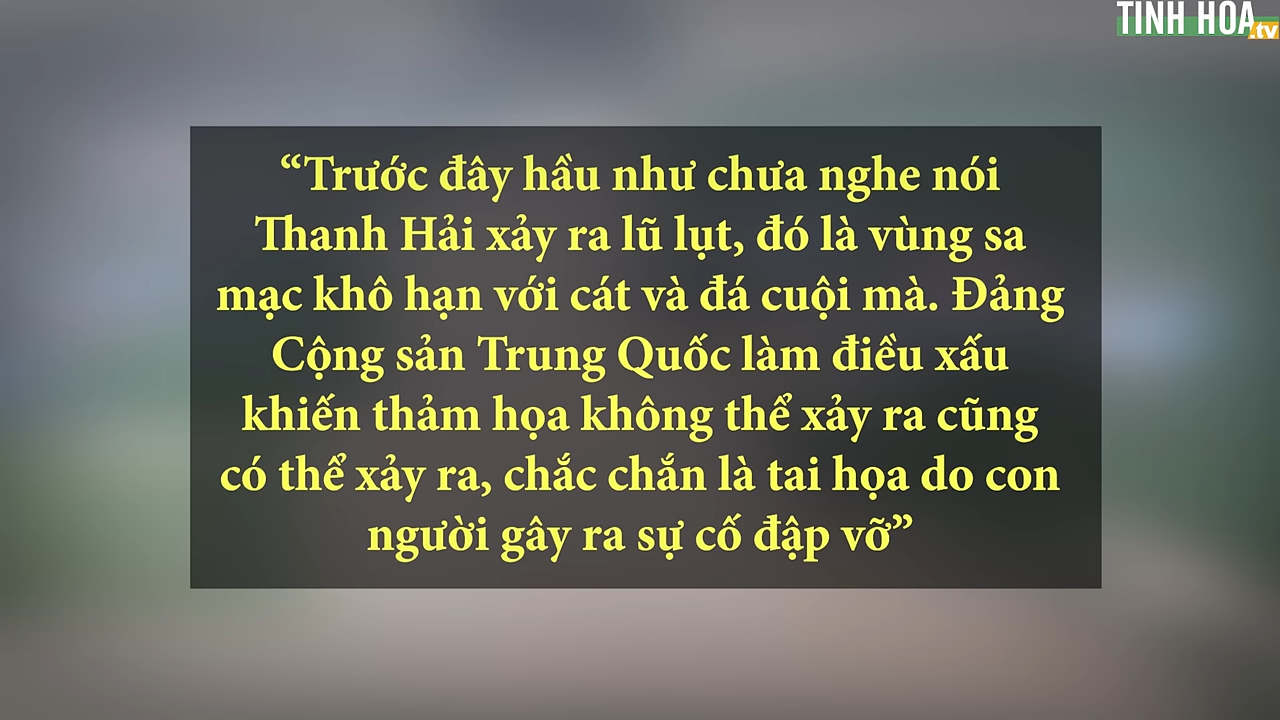 TINH HOA
.tv
“Trước đây hầu như chưa nghe nói
Thanh Hải xảy ra lũ lụt, đó là vùng sa
mạc khô hạn với cát và đá cuội mà. Đảng
Cộng sản Trung Quốc làm điều xấu
khiến thảm họa không thể xảy ra cũng
có thể xảy ra, chắc chắn là tai họa do con
người gây ra sự cố đập vỡ”